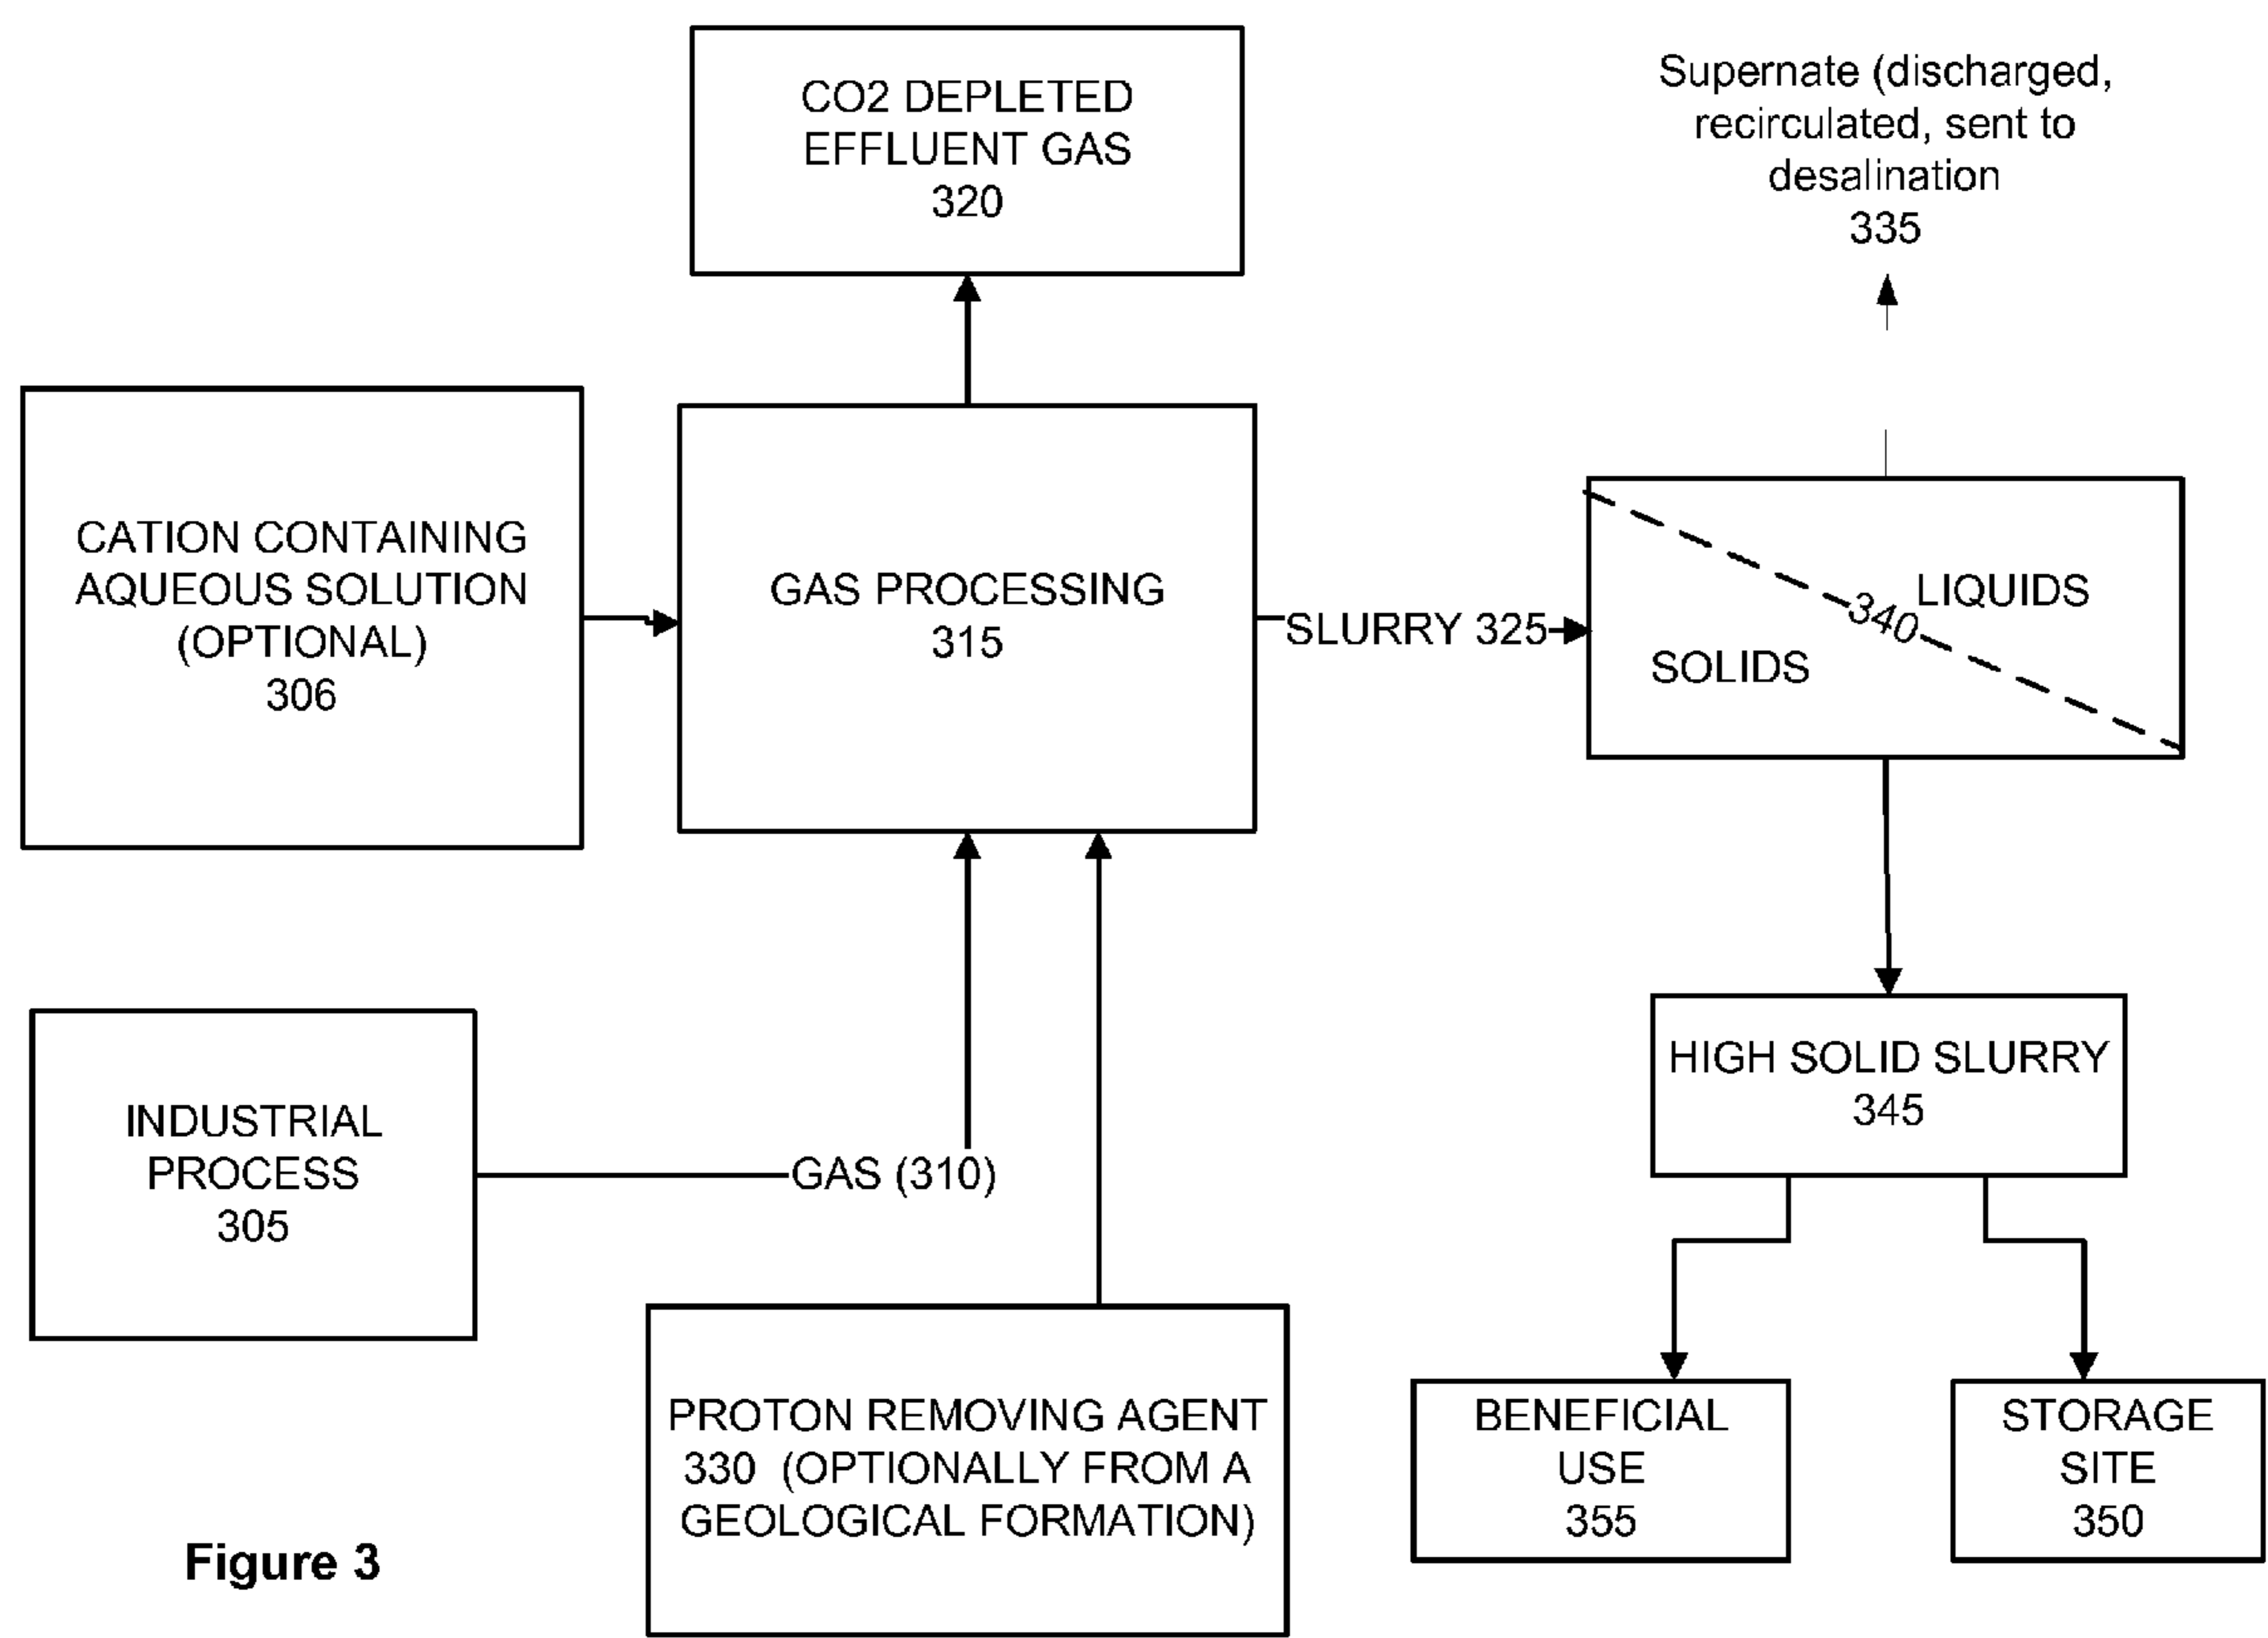 CO2 DEPLETED
EFFLUENT GAS
320
Supernate (discharged,
recirculated, sent to
desalination
335
CATION CONTAINING
AQUEOUS SOLUTION
(OPTIONAL)
306
GAS PROCESSING
315
SLURRY 325
LIQUIDS
340
SOLIDS
HIGH SOLID SLURRY
345
INDUSTRIAL
PROCESS
305
GAS (310)
PROTON REMOVING AGENT
330 (OPTIONALLY FROM A
GEOLOGICAL FORMATION)
BENEFICIAL
USE
355
STORAGE
SITE
350
Figure 3